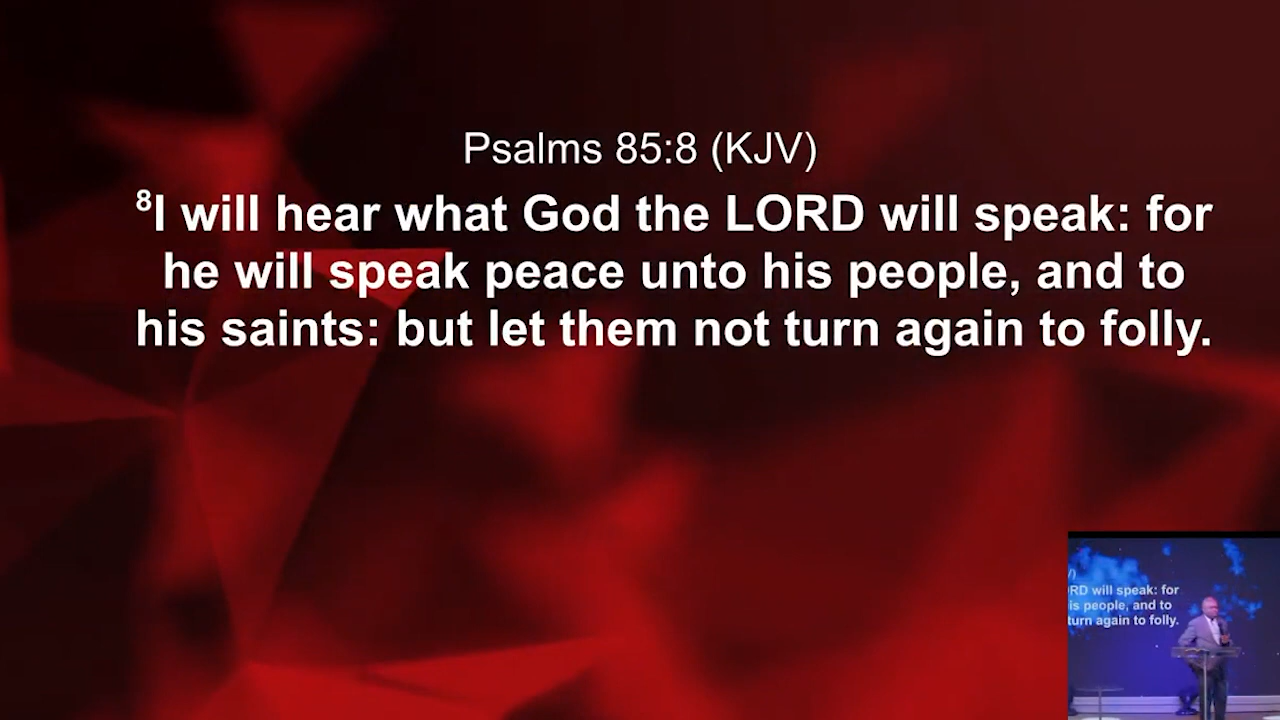 Psalms 85:8 (KJV)
⁸I will hear what God the LORD will speak: for
he will speak peace unto his people, and to
his saints: but let them not turn again to folly.
V)
ORD will speak: for
is people, and to
turn again to folly.